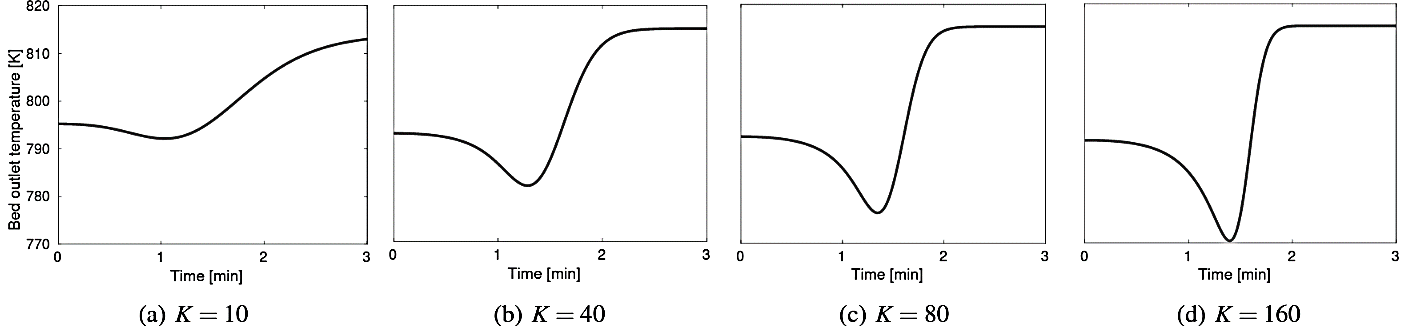 820
810
800
790
780
770
Bed outlet temperature [K]
0 1 2 3
Time [min]
0 1 2 3
Time [min]
0 1 2 3
Time [min]
0 1 2 3
Time [min]
(a) K = 10
(b) K = 40
(c) K = 80
(d) K = 160